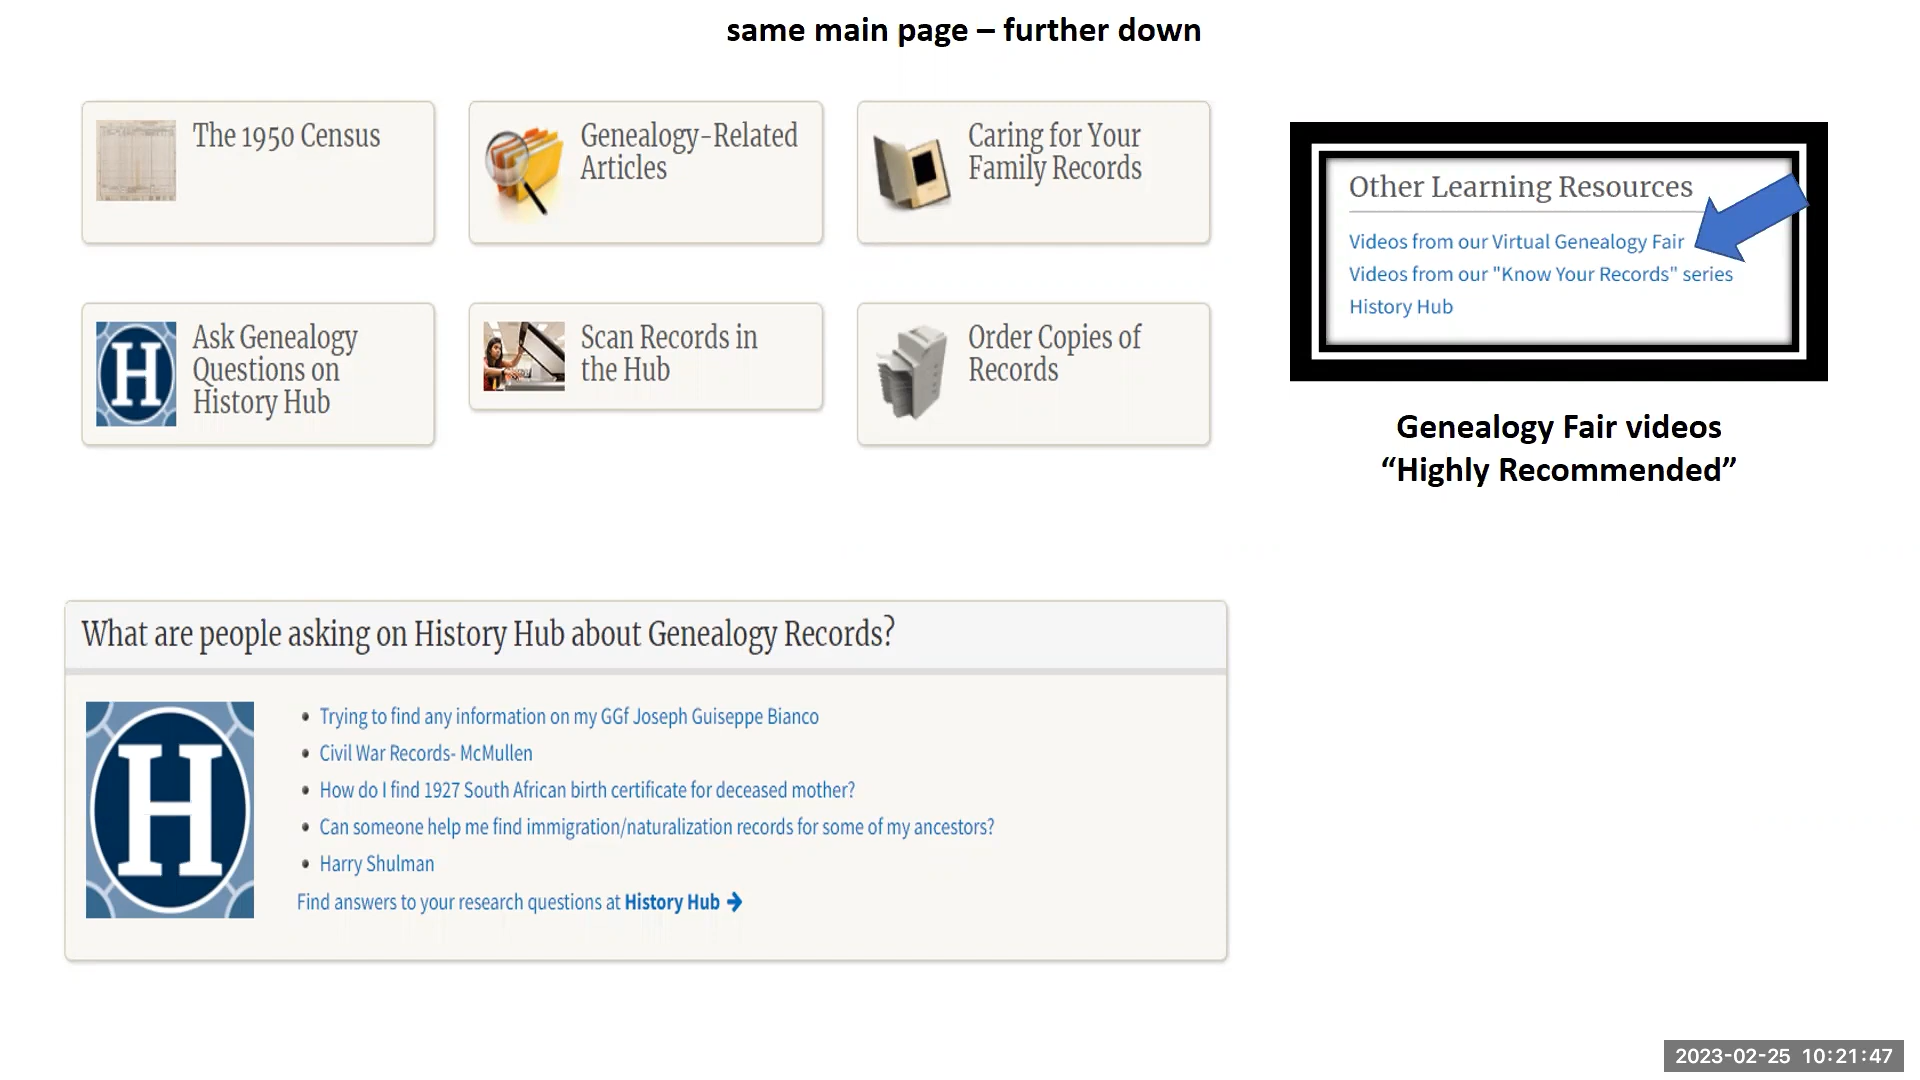 same main page – further down
The 1950 Census
Genealogy-Related
Articles
Caring for Your
Family Records
Ask Genealogy
Questions on
History Hub
Scan Records in
the Hub
Order Copies of
Records
Other Learning Resources
Videos from our Virtual Genealogy Fair
Videos from our "Know Your Records" series
History Hub
Genealogy Fair videos
“Highly Recommended”
What are people asking on History Hub about Genealogy Records?
H
• Trying to find any information on my GGf Joseph Guiseppe Bianco
• Civil War Records- McMullen
• How do I find 1927 South African birth certificate for deceased mother?
• Can someone help me find immigration/naturalization records for some of my ancestors?
• Harry Shulman
Find answers to your research questions at History Hub →
2023-02-25 10:21:47